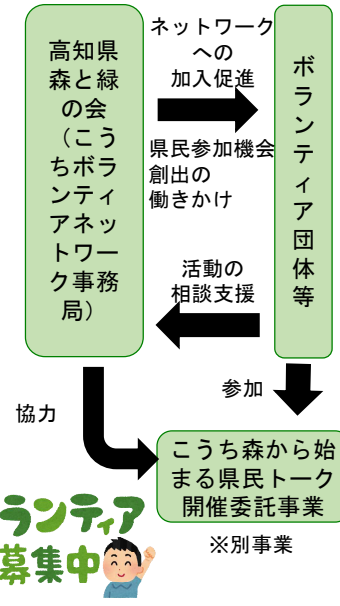 高知県
森と緑
の会
（こう
ちボラ
ンティ
アネッ
トワー
ク事務
局）
ネットワーク
への
加入促進
県民参加機会
創出の
働きかけ
活動の
相談支援
ボランティア団体等
参加
協力
こうち森から始
まる県民トーク
開催委託事業
※別事業
ランティア
募集中